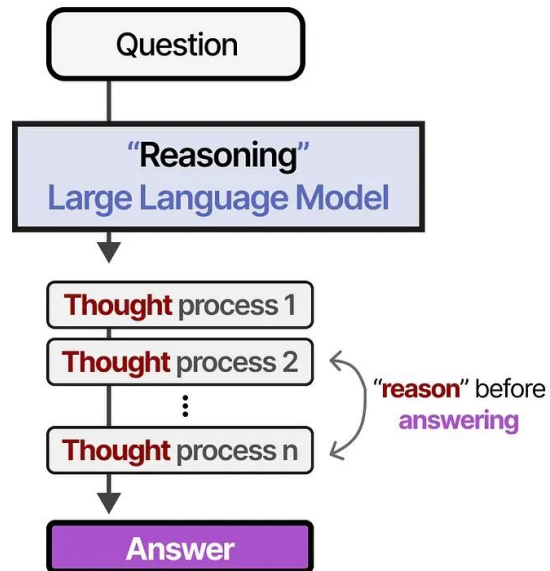 Question
“Reasoning”
Large Language Model
Thought process 1
Thought process 2
Thought process n
“reason” before
answering
Answer